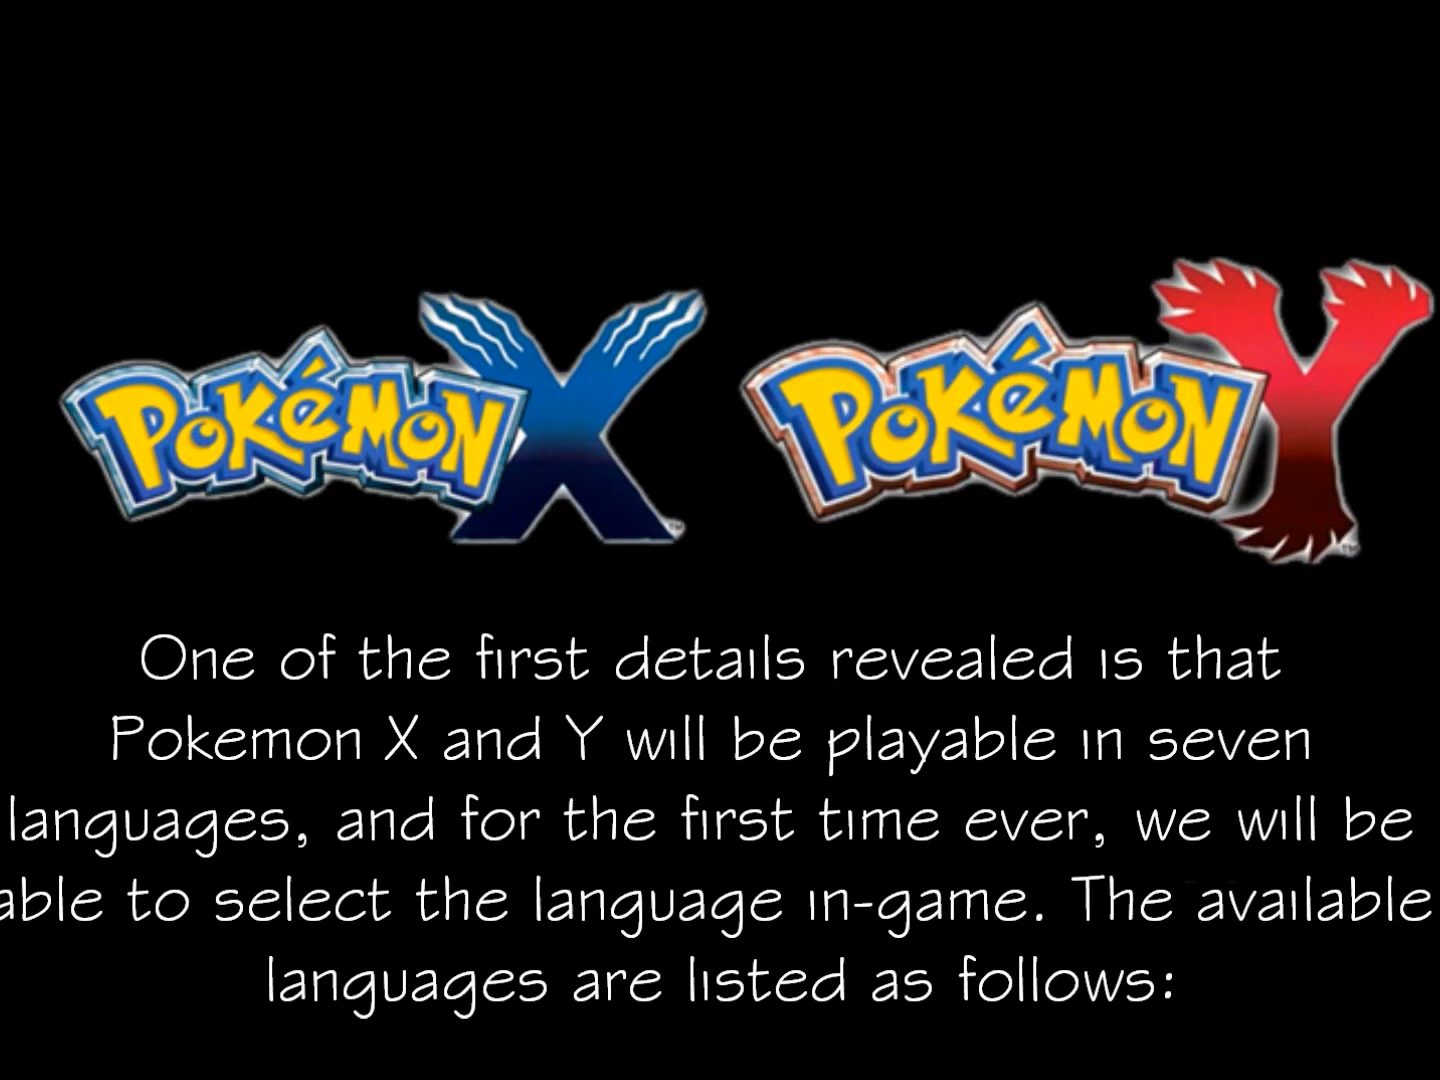 Pokémon X ™
Pokémon Y ™
One of the first details revealed is that
Pokemon X and Y will be playable in seven
languages, and for the first time ever, we will be
able to select the language in-game. The available
languages are listed as follows: